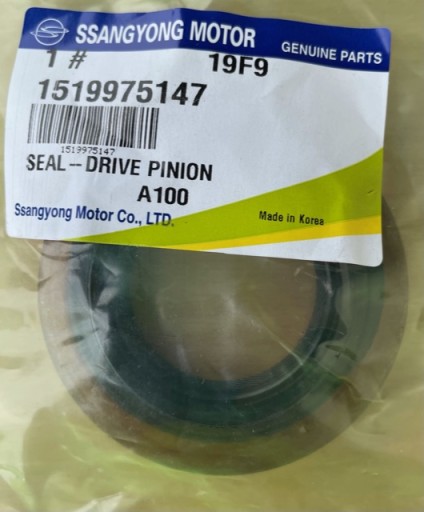 SSANGYONG MOTOR
GENUINE PARTS
1 # 19F9
1519975147
1519975147
SEAL-- DRIVE PINION
A100
Ssangyong Motor Co., LTD.
Made in Korea